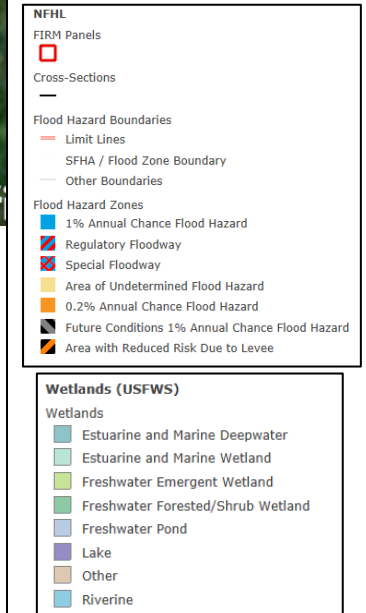 NFHL
FIRM Panels
Cross-Sections
Flood Hazard Boundaries
Limit Lines
SFHA / Flood Zone Boundary
Other Boundaries
Flood Hazard Zones
1% Annual Chance Flood Hazard
Regulatory Floodway
Special Floodway
Area of Undetermined Flood Hazard
0.2% Annual Chance Flood Hazard
Future Conditions 1% Annual Chance Flood Hazard
Area with Reduced Risk Due to Levee
Wetlands (USFWS)
Wetlands
Estuarine and Marine Deepwater
Estuarine and Marine Wetland
Freshwater Emergent Wetland
Freshwater Forested/Shrub Wetland
Freshwater Pond
Lake
Other
Riverine